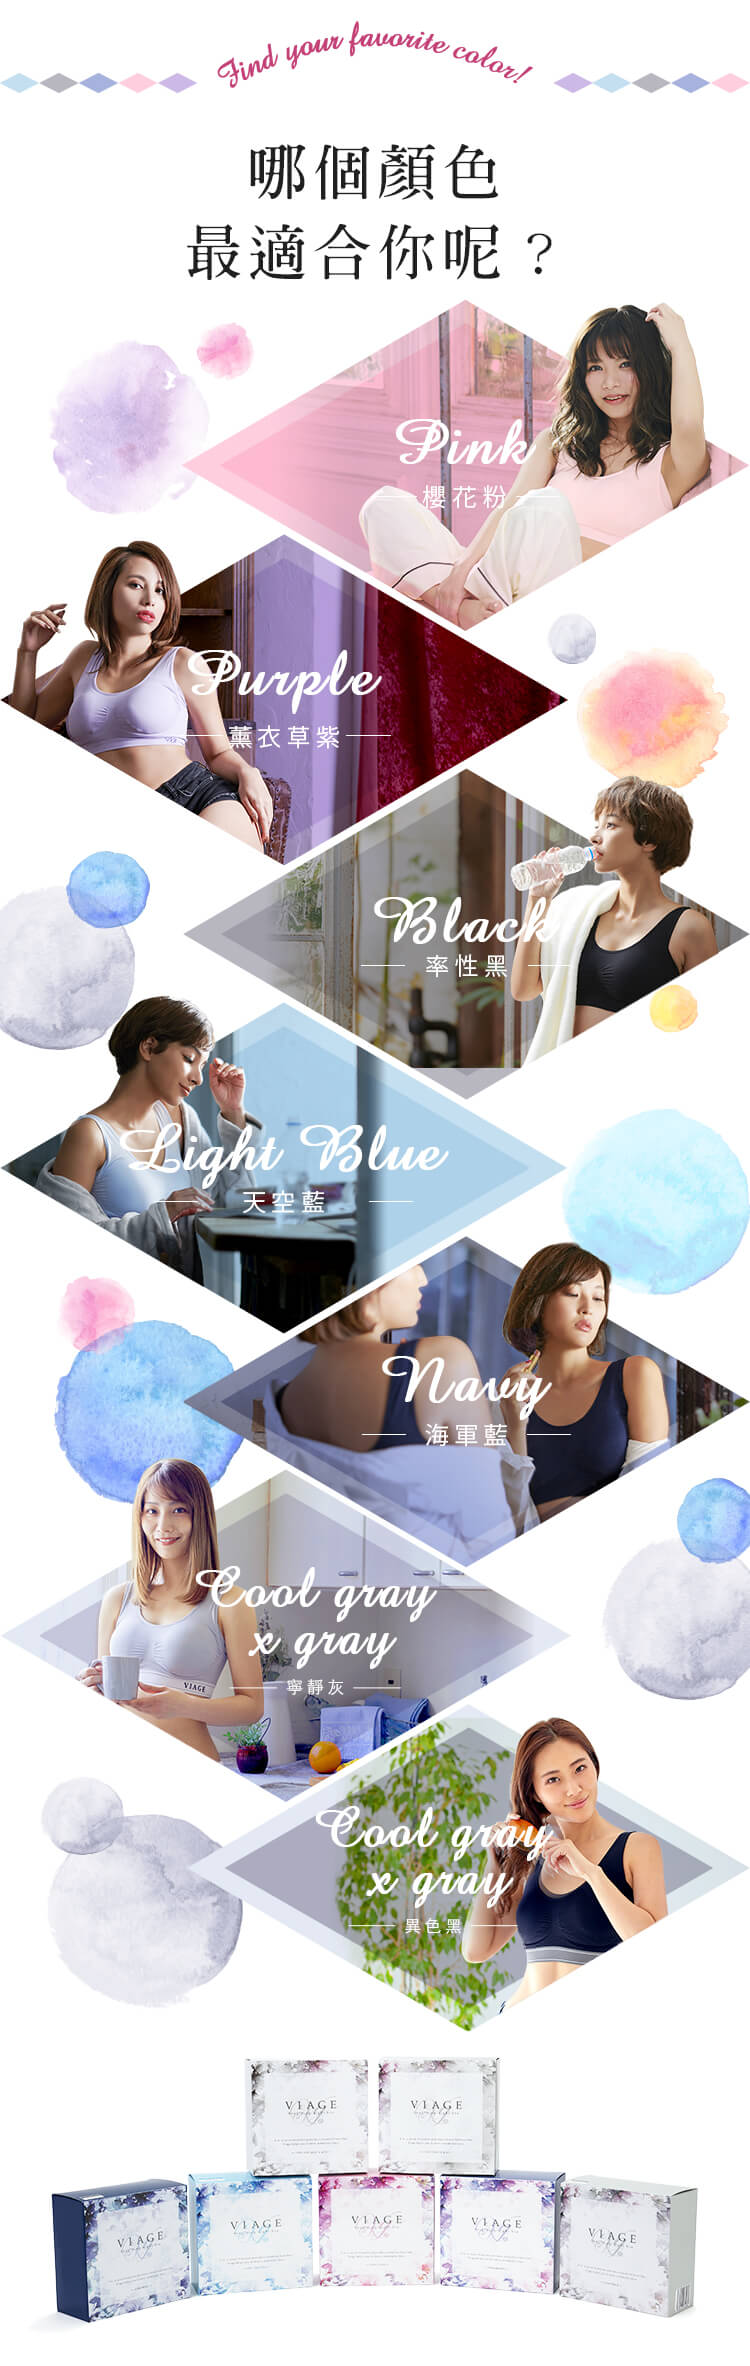 Find your favorite color!
哪個顏色
最適合你呢？
Pink
櫻花粉
Purple
薰衣草紫
Black
率性黑
Light Blue
天空藍
Navy
海軍藍
VIAGE
Cool gray
x gray
寧靜灰
Cool gray
x gray
異色黑
VIAGE
VIAGE
VIAGE
VIAGE
VIAGE
VIAGE
VIAGE